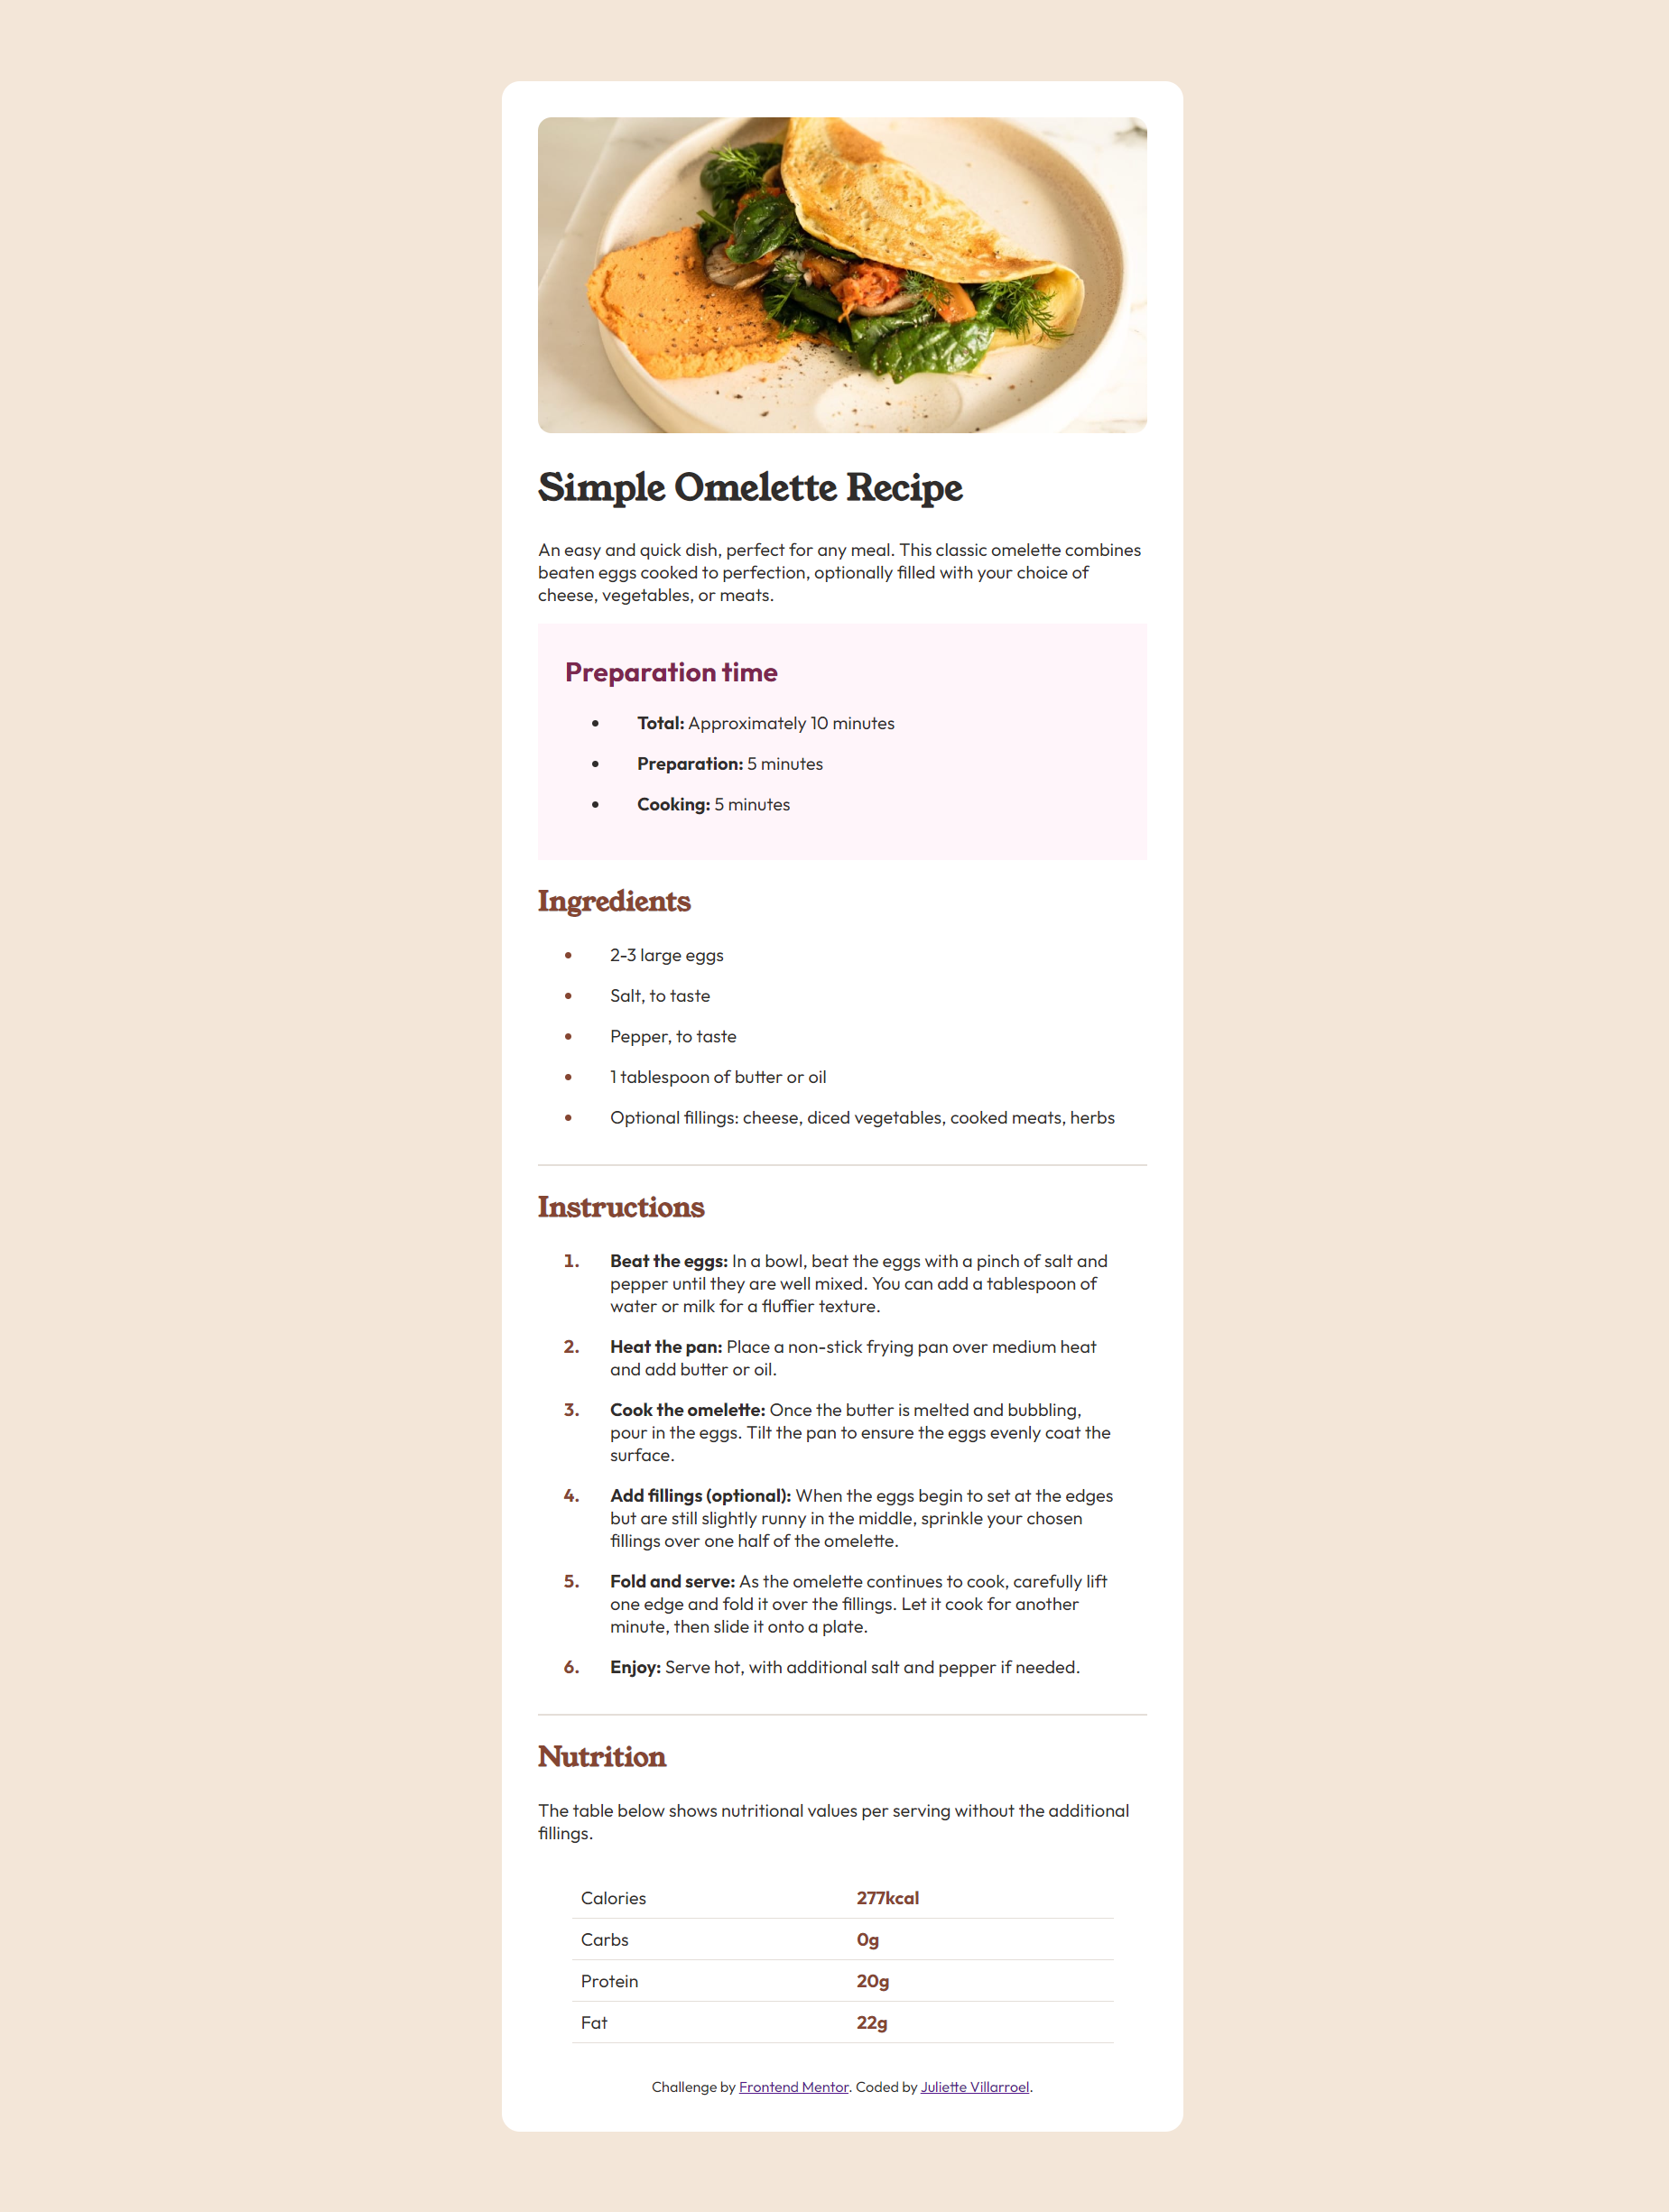 Simple Omelette Recipe
An easy and quick dish, perfect for any meal. This classic omelette combines
beaten eggs cooked to perfection, optionally filled with your choice of
cheese, vegetables, or meats.
Preparation time
• Total: Approximately 10 minutes
• Preparation: 5 minutes
• Cooking: 5 minutes
Ingredients
• 2-3 large eggs
• Salt, to taste
• Pepper, to taste
• 1 tablespoon of butter or oil
• Optional fillings: cheese, diced vegetables, cooked meats, herbs
Instructions
1. Beat the eggs: In a bowl, beat the eggs with a pinch of salt and
pepper until they are well mixed. You can add a tablespoon of
water or milk for a fluffier texture.
2. Heat the pan: Place a non-stick frying pan over medium heat
and add butter or oil.
3. Cook the omelette: Once the butter is melted and bubbling,
pour in the eggs. Tilt the pan to ensure the eggs evenly coat the
surface.
4. Add fillings (optional): When the eggs begin to set at the edges
but are still slightly runny in the middle, sprinkle your chosen
fillings over one half of the omelette.
5. Fold and serve: As the omelette continues to cook, carefully lift
one edge and fold it over the fillings. Let it cook for another
minute, then slide it onto a plate.
6. Enjoy: Serve hot, with additional salt and pepper if needed.
Nutrition
The table below shows nutritional values per serving without the additional
fillings.
Calories 277kcal
Carbs 0g
Protein 20g
Fat 22g
Challenge by Frontend Mentor. Coded by Juliette Villarroel.